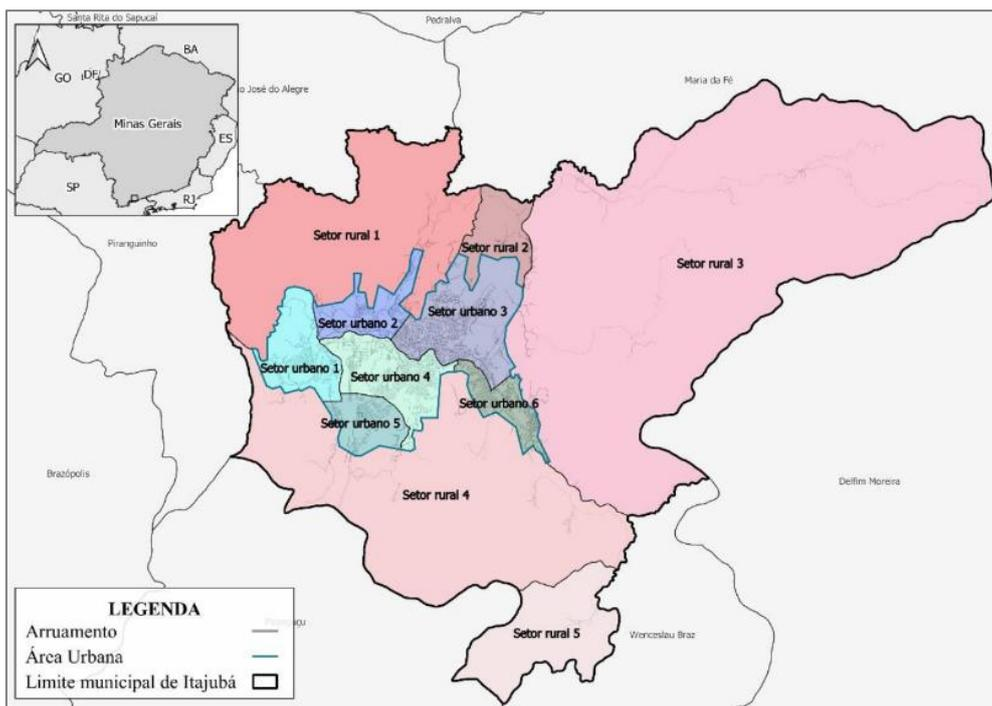 Santa Rita do Sapucaí
Pedralva
BA
GO
DF
Maria da Fé
o José do Alegre
Minas Gerais
ES
SP
RJ
Setor rural 1
Setor rural 2
Piranguinho
Setor rural 3
Setor urbano 3
Setor urbano 2
Setor urbano 1
Setor urbano 4
Setor urbano 6
Setor urbano 5
Brazópolis
Delfim Moreira
Setor rural 4
LEGENDA
Arruamento
Área Urbana
Limite municipal de Itajubá
Setor rural 5
Wenceslau Braz